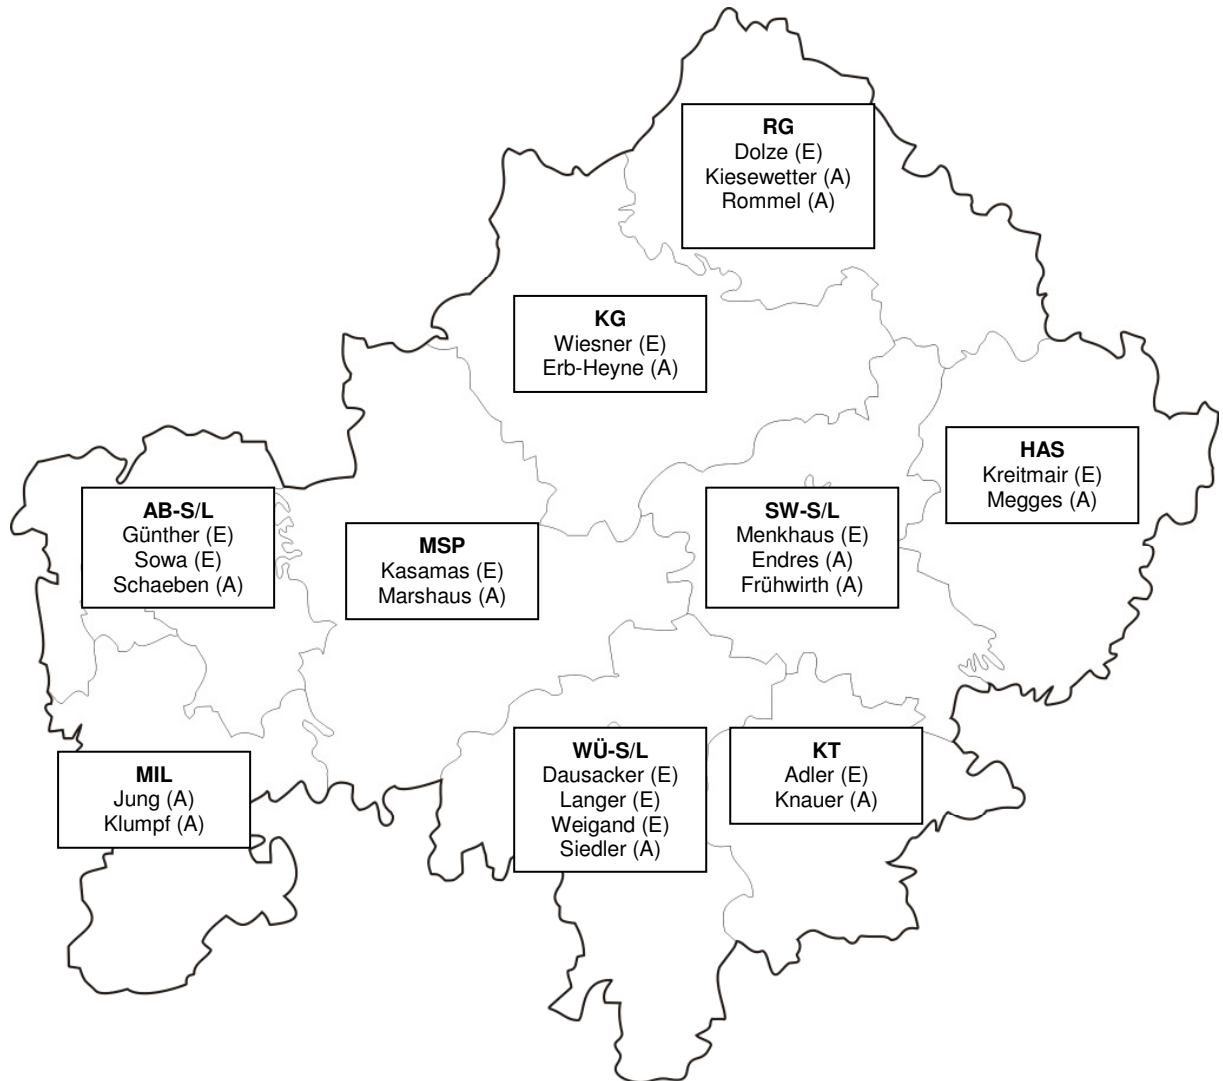 RG
Dolze (E)
Kiesewetter (A)
Rommel (A)
KG
Wiesner (E)
Erb-Heyne (A)
HAS
Kreitmair (E)
Megges (A)
AB-S/L
Günther (E)
Sowa (E)
Schaeben (A)
MSP
Kasamas (E)
Marshaus (A)
SW-S/L
Menkhaus (E)
Endres (A)
Frühwirth (A)
MIL
Jung (A)
Klumpf (A)
WÜ-S/L
Dausacker (E)
Langer (E)
Weigand (E)
Siedler (A)
KT
Adler (E)
Knauer (A)